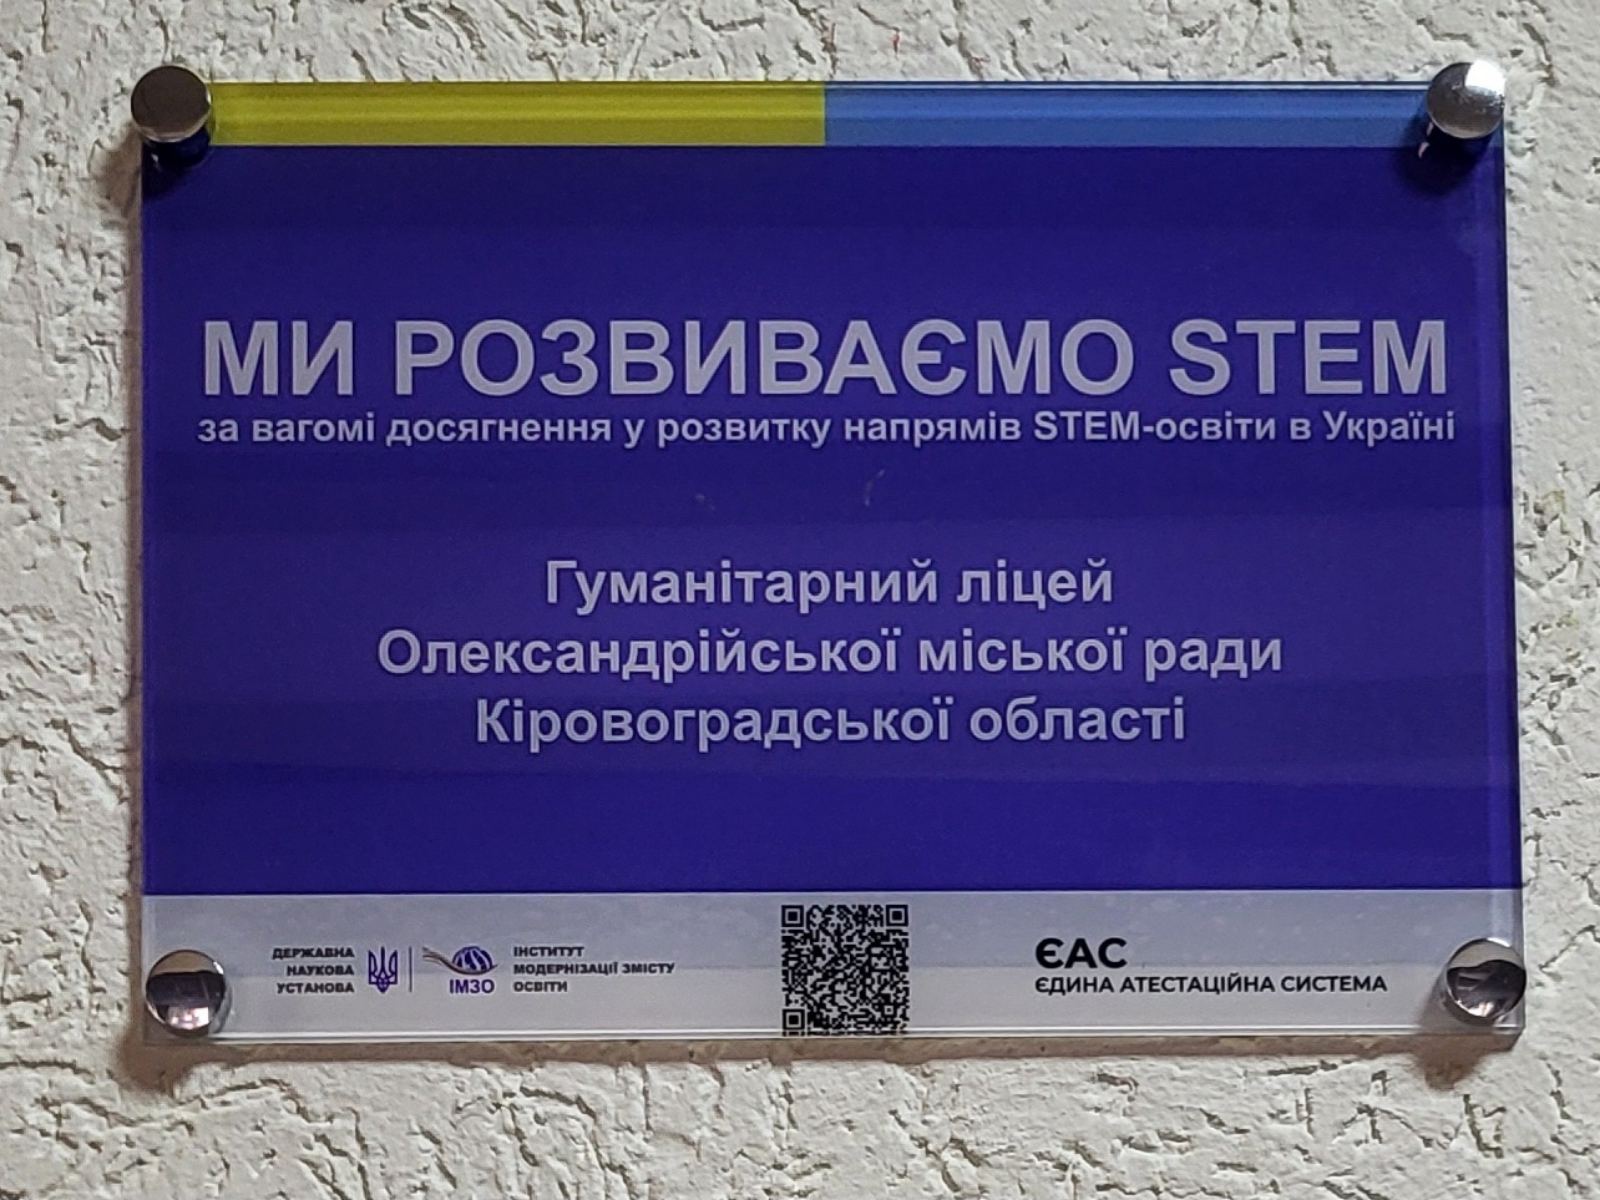 МИ РОЗВИВАЄМО STEM
за вагомі досягнення у розвитку напрямів STEM-освіти в Україні
Гуманітарний ліцей
Олександрійської міської ради
Кіровоградської області
ДЕРЖАВНА
НАУКОВА
УСТАНОВА
ІМЗО
ІНСТИТУТ
МОДЕРНІЗАЦІЇ ЗМІСТУ
ОСВІТИ
ЄАС
ЄДИНА АТЕСТАЦІЙНА СИСТЕМА